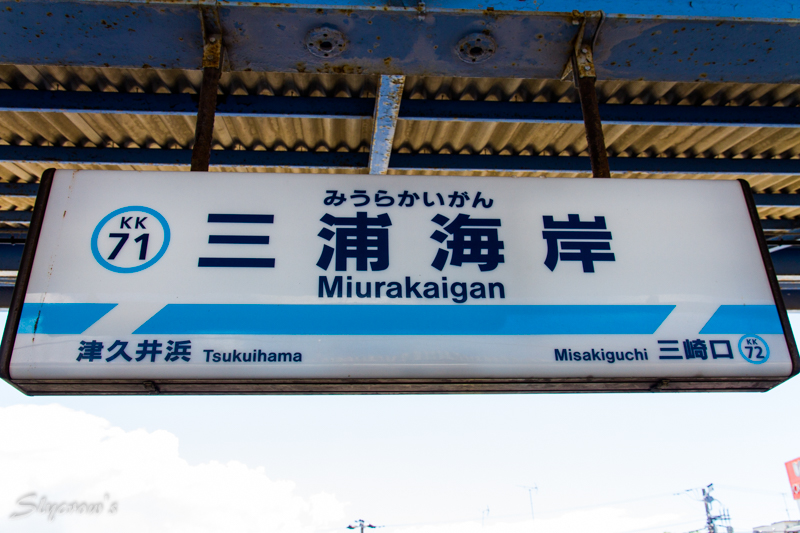 みうらかいがん
KK
71
三浦海岸
Miurakaigan
津久井浜 Tsukuihama
Misakiguchi 三崎口
KK
72